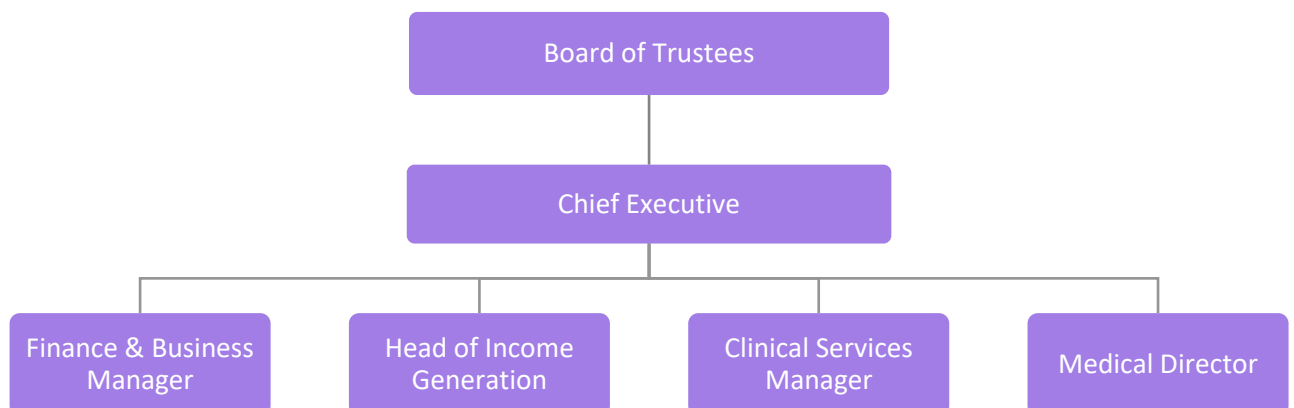 Board of Trustees
Chief Executive
Finance & Business
Manager
Head of Income
Generation
Clinical Services
Manager
Medical Director